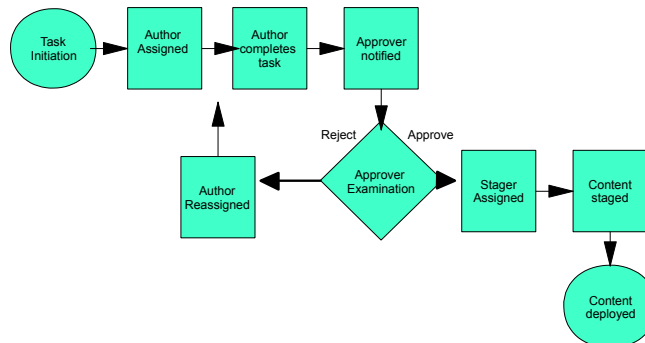 Task
Initiation
Author
Assigned
Author
completes
task
Approver
notified
Reject
Approve
Author
Reassigned
Approver
Examination
Stager
Assigned
Content
staged
Content
deployed